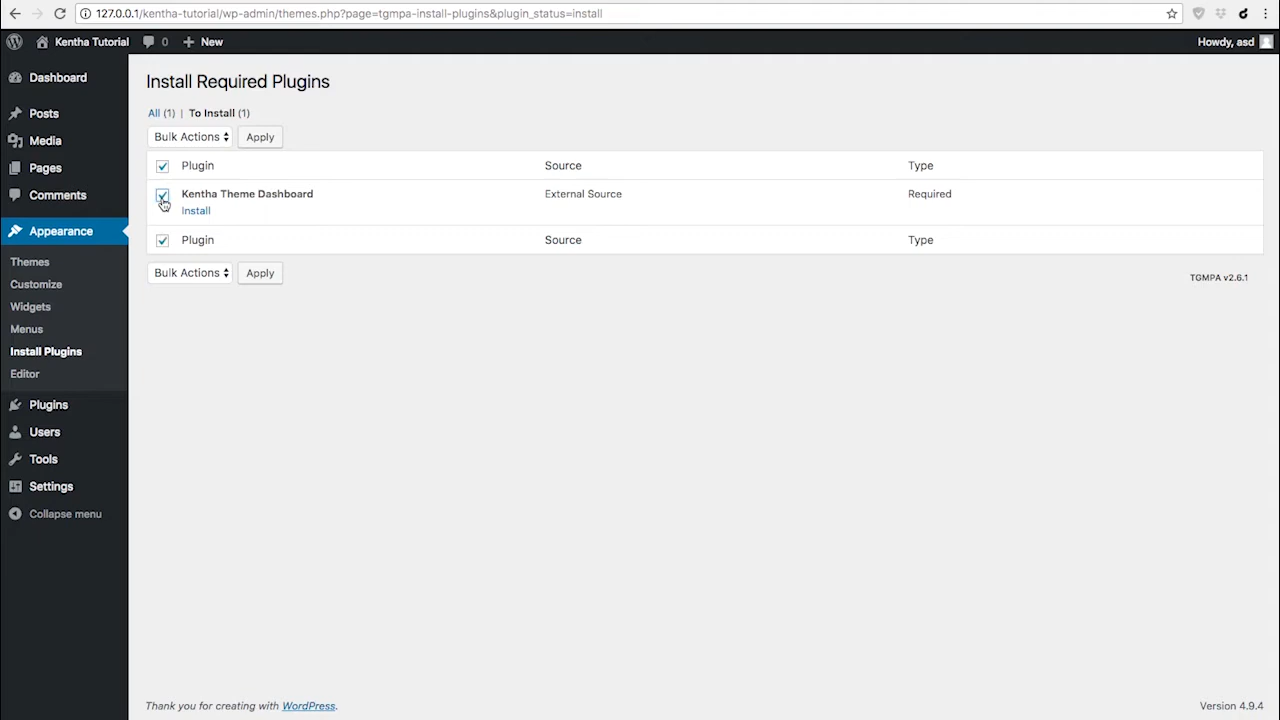 127.0.0.1/kentha-tutorial/wp-admin/themes.php?page=tgmpa-install-plugins&plugin_status=install
Kentha Tutorial 0 New Howdy, asd
Dashboard
Posts
Media
Pages
Comments
Appearance
Themes
Customize
Widgets
Menus
Install Plugins
Editor
Plugins
Users
Tools
Settings
Collapse menu
Install Required Plugins
All (1) | To Install (1)
Bulk Actions Apply
Plugin Source Type
Kentha Theme Dashboard External Source Required
Install
Plugin Source Type
Bulk Actions Apply
TGMPA v2.6.1
Thank you for creating with WordPress. Version 4.9.4